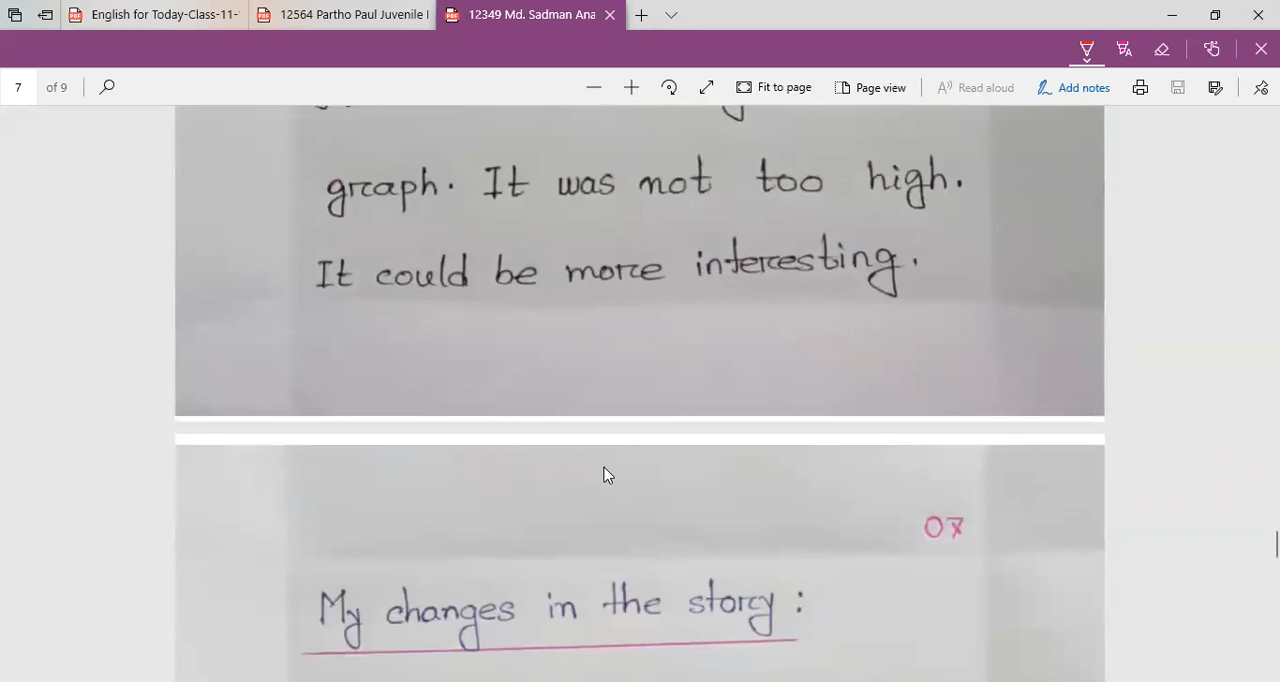 English for Today-Class-11-
12564 Partho Paul Juvenile I
12349 Md. Sadman Ana
7 of 9
Fit to page
Page view
Read aloud
Add notes
graph. It was not too high.
It could be more interesting.
07
My changes in the story: